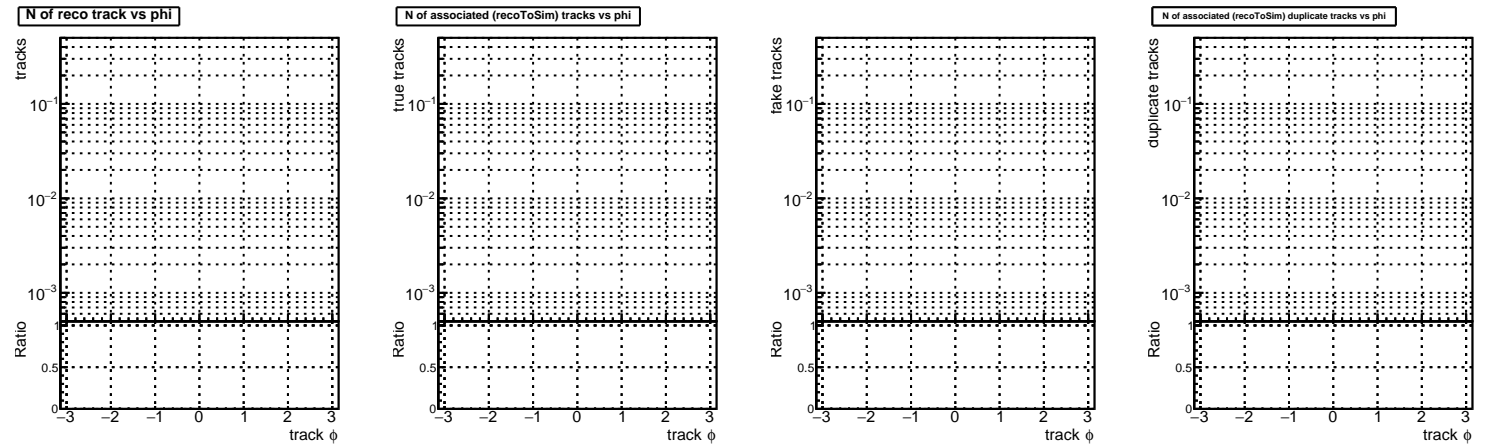 N of reco track vs phi
tracks
10⁻¹
10⁻²
10⁻³
Ratio
1
0.5
0
−3 −2 −1 0 1 2 3
track ϕ
N of associated (recoToSim) tracks vs phi
true tracks
10⁻¹
10⁻²
10⁻³
Ratio
1
0.5
0
−3 −2 −1 0 1 2 3
track ϕ
fake tracks
10⁻¹
10⁻²
10⁻³
Ratio
1
0.5
0
−3 −2 −1 0 1 2 3
track ϕ
N of associated (recoToSim) duplicate tracks vs phi
duplicate tracks
10⁻¹
10⁻²
10⁻³
Ratio
1
0.5
0
−3 −2 −1 0 1 2 3
track ϕ